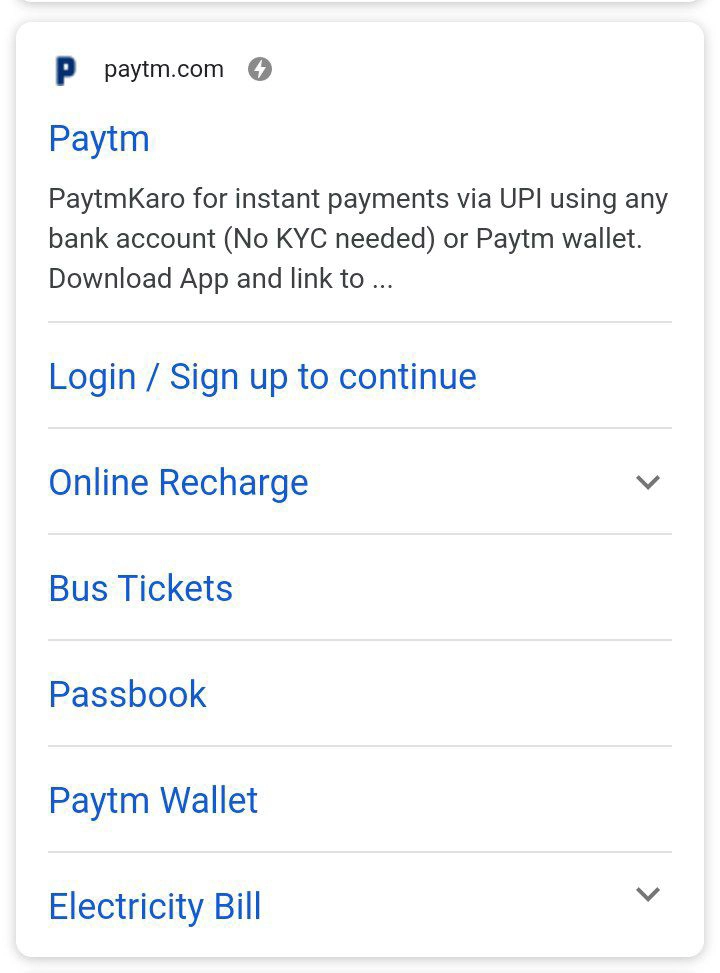 P paytm.com
Paytm
PaytmKaro for instant payments via UPI using any
bank account (No KYC needed) or Paytm wallet.
Download App and link to ...
Login / Sign up to continue
Online Recharge
Bus Tickets
Passbook
Paytm Wallet
Electricity Bill